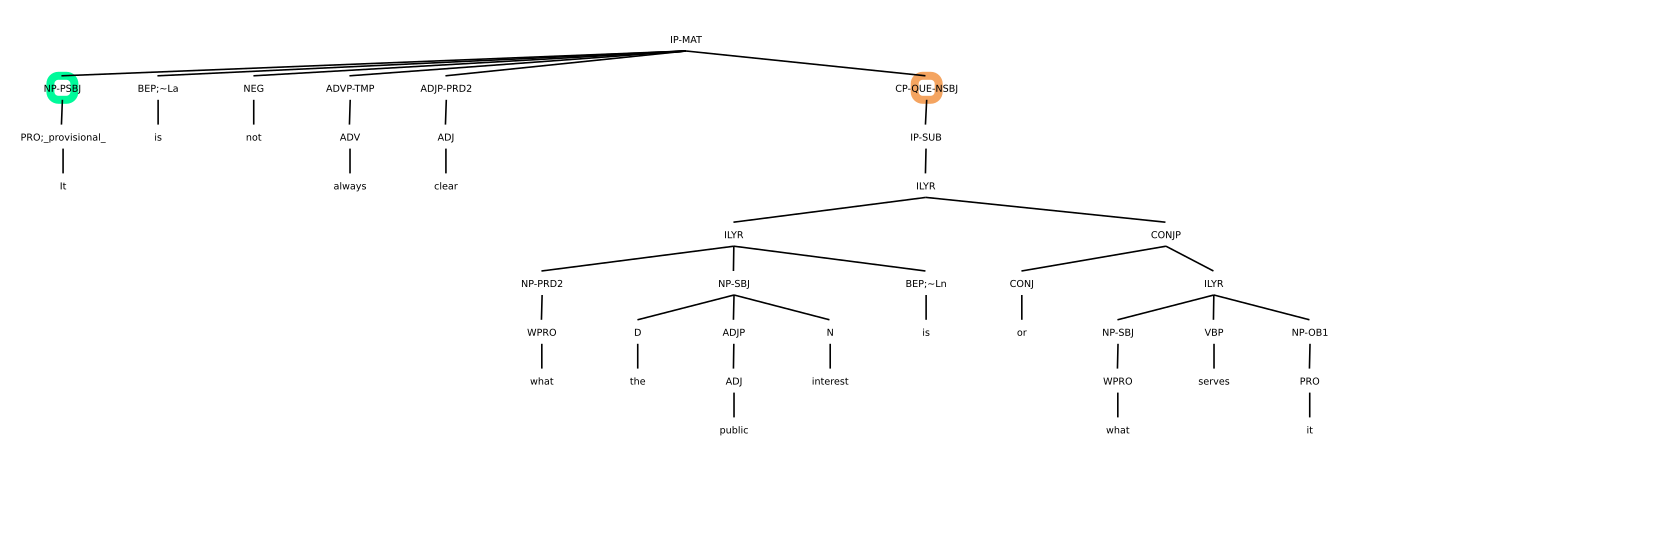 IP-MAT
NP-PSBJ BEP;~La NEG ADVP-TMP ADJP-PRD2 CP-QUE-NSBJ
PRO;_provisional_ is not ADV ADJ IP-SUB
It always clear ILYR
ILYR CONJP
NP-PRD2 NP-SBJ BEP;~Ln CONJ ILYR
WPRO D ADJP N is or NP-SBJ VBP NP-OB1
what the ADJ interest WPRO serves PRO
public what it